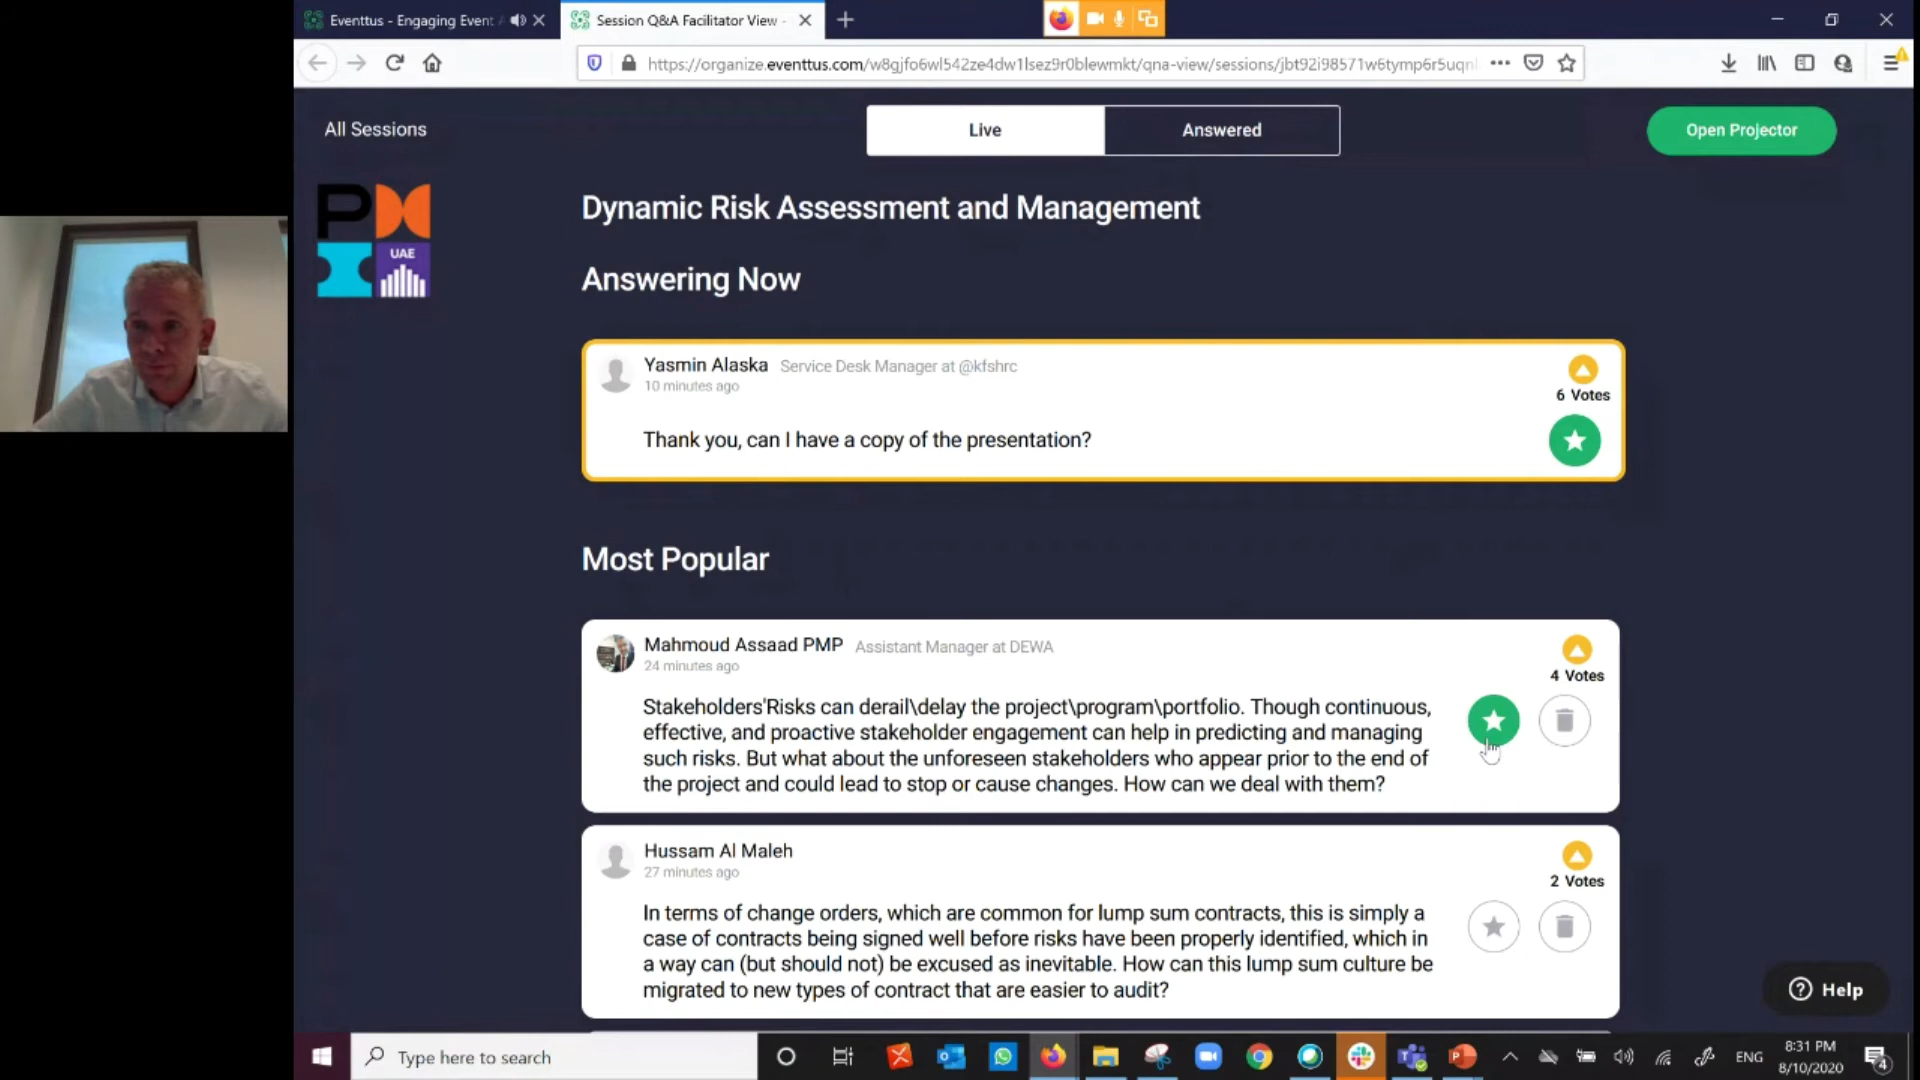 Eventtus - Engaging Event
Session Q&A Facilitator View -
https://organize.eventtus.com/w8gjfo6wl542ze4dw1lsez9r0blewmkt/qna-view/sessions/jbt92i98571w6tymp6r5uqn
All Sessions
Live
Answered
Open Projector
P
UAE
Dynamic Risk Assessment and Management
Answering Now
Yasmin Alaska Service Desk Manager at @kfshrc
10 minutes ago
6 Votes
Thank you, can I have a copy of the presentation?
Most Popular
Mahmoud Assaad PMP Assistant Manager at DEWA
24 minutes ago
4 Votes
Stakeholders'Risks can derail\delay the project\program\portfolio. Though continuous,
effective, and proactive stakeholder engagement can help in predicting and managing
such risks. But what about the unforeseen stakeholders who appear prior to the end of
the project and could lead to stop or cause changes. How can we deal with them?
Hussam Al Maleh
27 minutes ago
2 Votes
In terms of change orders, which are common for lump sum contracts, this is simply a
case of contracts being signed well before risks have been properly identified, which in
a way can (but should not) be excused as inevitable. How can this lump sum culture be
migrated to new types of contract that are easier to audit?
Help
Type here to search
ENG
8:31 PM
8/10/2020
4